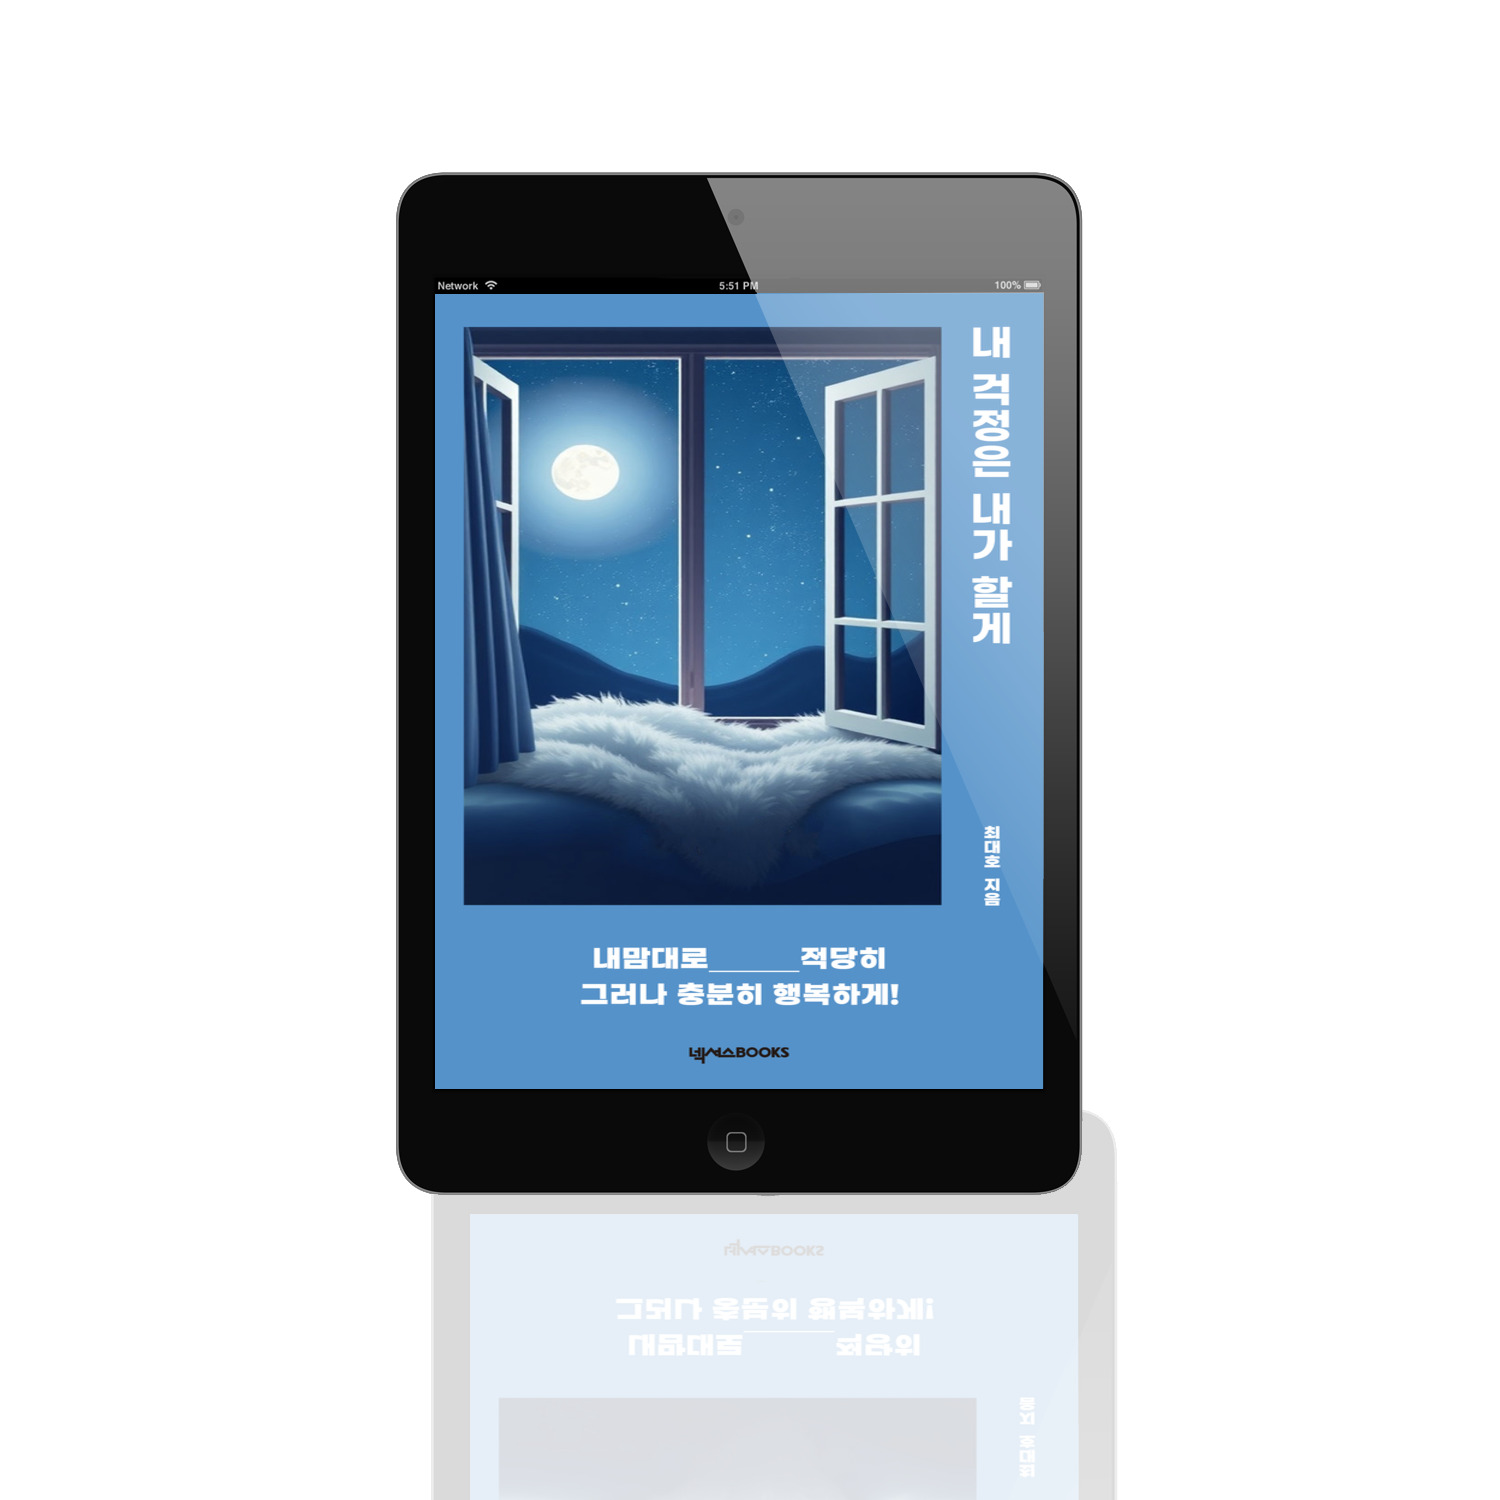 Network
5:51 PM
100%
내 걱정은 내가 할게
최대호 지음
내맘대로______적당히
그러나 충분히 행복하게!
넥서스BOOKS